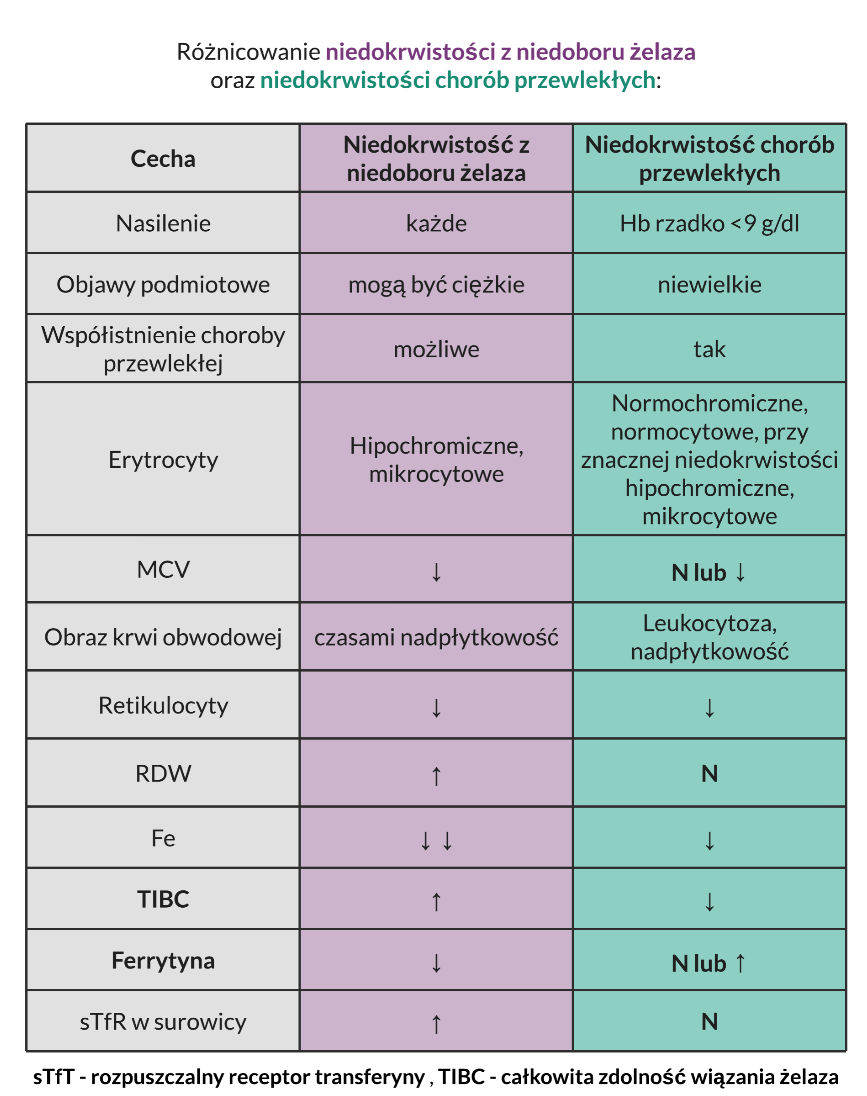 Różnicowanie niedokrwistości z niedoboru żelaza
oraz niedokrwistości chorób przewlekłych:
Cecha
Niedokrwistość z
niedoboru żelaza
Niedokrwistość chorób
przewlekłych
Nasilenie
każde
Hb rzadko <9 g/dl
Objawy podmiotowe
mogą być ciężkie
niewielkie
Współistnienie choroby
przewlekłej
możliwe
tak
Erytrocyty
Hipochromiczne,
mikrocytowe
Normochromiczne,
normocytowe, przy
znacznej niedokrwistości
hipochromiczne,
mikrocytowe
MCV
↓
N lub ↓
Obraz krwi obwodowej
czasami nadpłytkowość
Leukocytoza,
nadpłytkowość
Retikulocyty
↓
↓
RDW
↑
N
Fe
↓ ↓
↓
TIBC
↑
↓
Ferrytyna
↓
N lub ↑
sTfR w surowicy
↑
N
sTfT - rozpuszczalny receptor transferyny , TIBC - całkowita zdolność wiązania żelaza